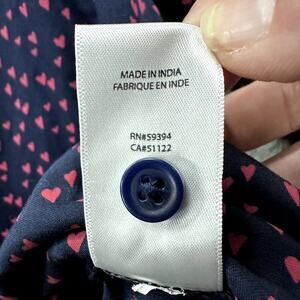 MADE IN INDIA
FABRIQUE EN INDE
RN#59394
CA#51122